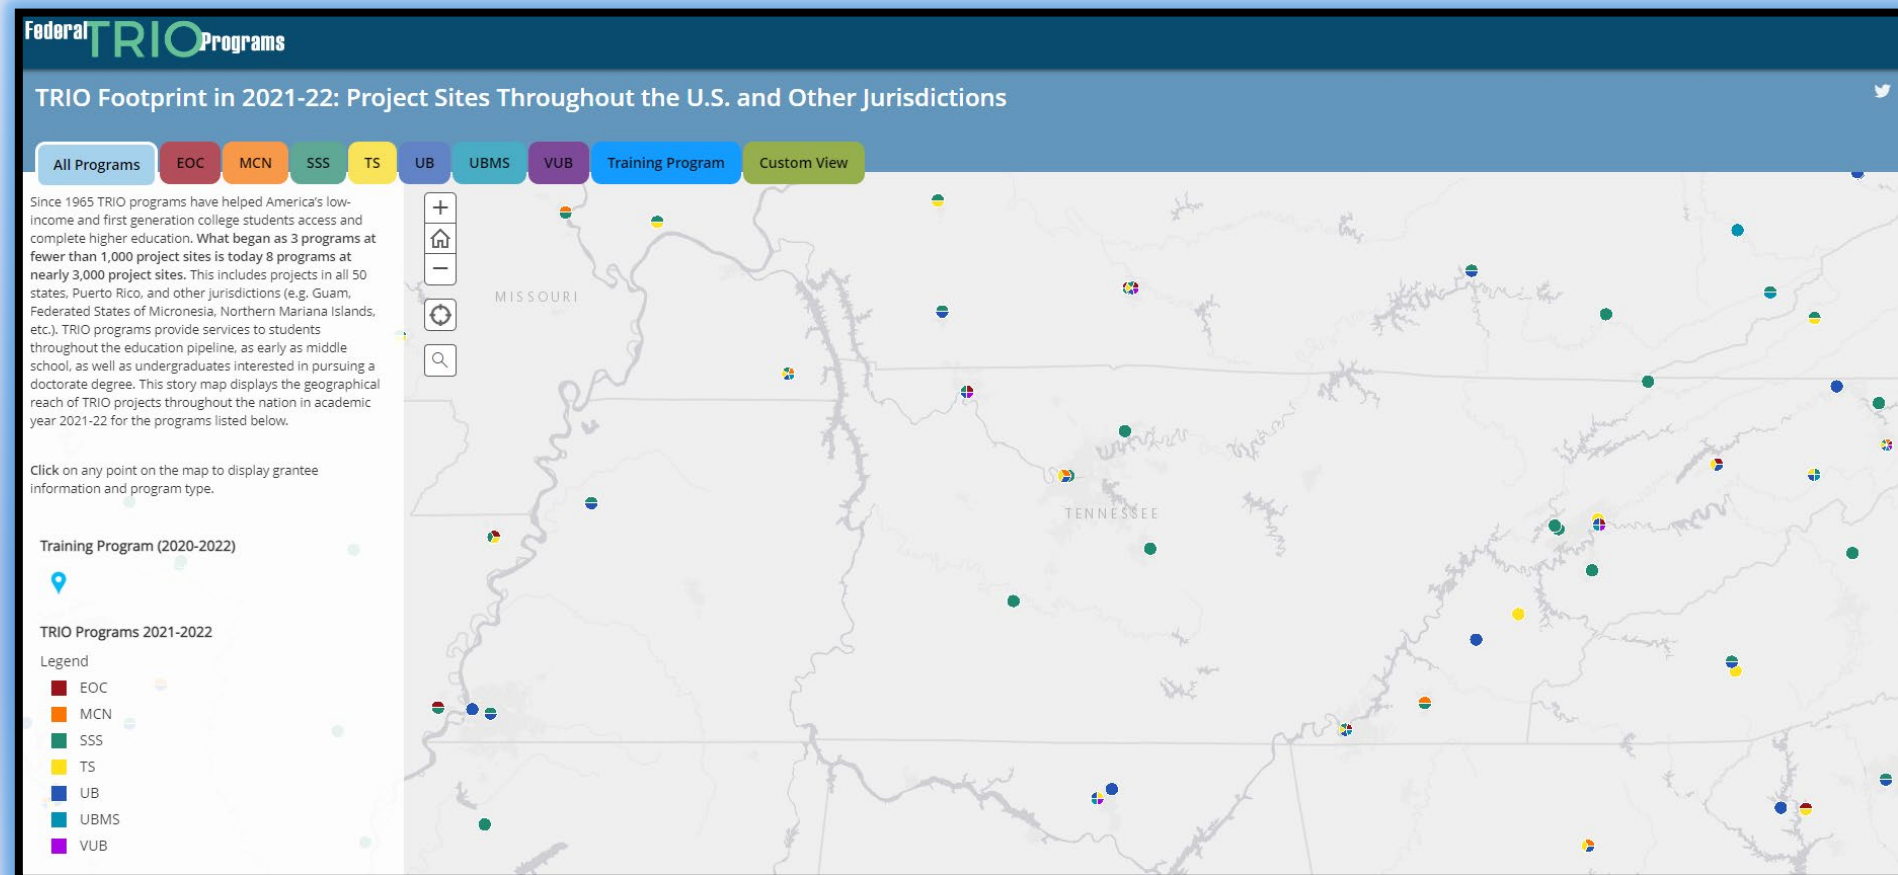 Federal TRIO Programs
TRIO Footprint in 2021-22: Project Sites Throughout the U.S. and Other Jurisdictions
All Programs EOC MCN SSS TS UB UBMS VUB Training Program Custom View
Since 1965 TRIO programs have helped America's low-
income and first generation college students access and
complete higher education. What began as 3 programs at
fewer than 1,000 project sites is today 8 programs at
nearly 3,000 project sites. This includes projects in all 50
states, Puerto Rico, and other jurisdictions (e.g. Guam,
Federated States of Micronesia, Northern Mariana Islands,
etc.). TRIO programs provide services to students
throughout the education pipeline, as early as middle
school, as well as undergraduates interested in pursuing a
doctorate degree. This story map displays the geographical
reach of TRIO projects throughout the nation in academic
year 2021-22 for the programs listed below.
Click on any point on the map to display grantee
information and program type.
Training Program (2020-2022)
TRIO Programs 2021-2022
Legend
EOC
MCN
SSS
TS
UB
UBMS
VUB
+
−
MISSOURI
TENNESSEE